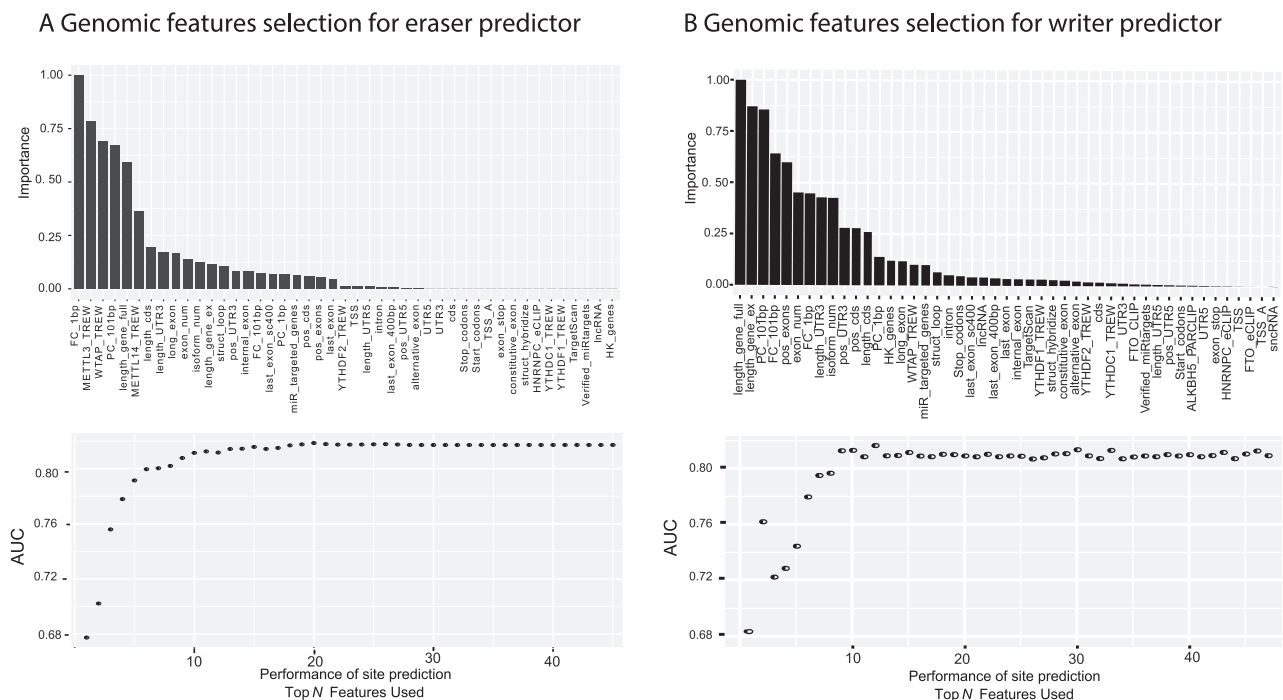 A Genomic features selection for eraser predictor
Importance
1.00
0.75
0.50
0.25
0.00
FC_1bp
METTL3_TREW
WTAP_TREW
PC_101bp
length_gene_full
METTL14_TREW
length_cds
length_UTR3
long_exon
exon_num
isoform_num
length_gene_ex
struct_loop
pos_UTR3
internal_exon
FC_101bp
last_exon_sc400
PC_1bp
miR_targeted_genes
pos_cds
pos_exons
last_exon
YTHDF2_TREW
TSS
length_UTR5
intron
last_exon_400bp
pos_UTR5
alternative_exon
UTR5
UTR3
cds
Stop_codons
Start_codons
TSS_A
exon_stop
constitutive_exon
struct_hybridize
HNRNPC_eCLIP
YTHDC1_TREW
YTHDF1_TREW
TargetScan
Verified_miRtargets
lncRNA
HK_genes
AUC
0.80
0.76
0.72
0.68
10
20
30
40
Performance of site prediction
Top N Features Used
B Genomic features selection for writer predictor
Importance
1.00
0.75
0.50
0.25
0.00
length_gene_full
length_gene_ex
PC_101bp
FC_101bp
pos_exons
exon_num
FC_1bp
length_UTR3
isoform_num
pos_UTR3
pos_cds
length_cds
PC_1bp
HK_genes
long_exon
WTAP_TREW
miR_targeted_genes
struct_loop
intron
Stop_codons
last_exon_sc400
lncRNA
last_exon_400bp
last_exon
internal_exon
TargetScan
YTHDF1_TREW
struct_hybridize
constitutive_exon
alternative_exon
YTHDF2_TREW
cds
YTHDC1_TREW
UTR3
FTO_CLIP
Verified_miRtargets
length_UTR5
pos_UTR5
Start_codons
UTR5
exon_stop
HNRNPC_eCLIP
TSS
FTO_eCLIP
TSS_A
sncRNA
AUC
0.80
0.76
0.72
0.68
10
20
30
40
Performance of site prediction
Top N Features Used